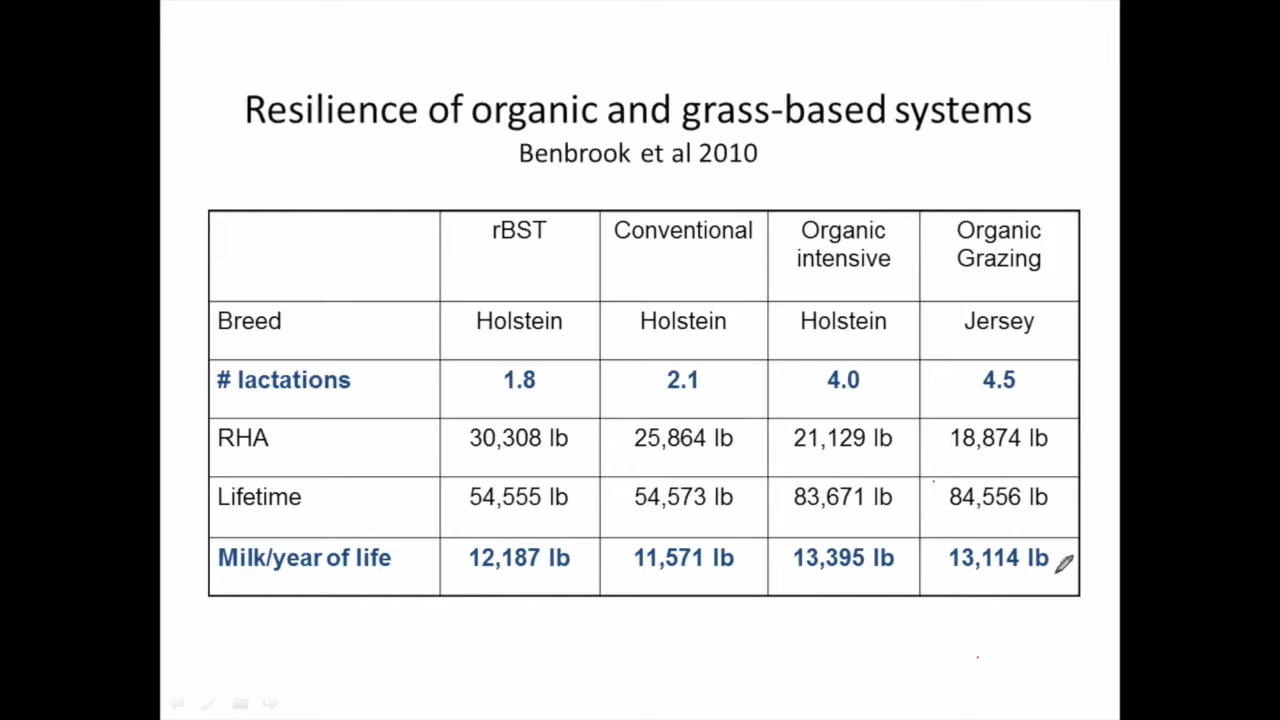 Resilience of organic and grass-based systems
Benbrook et al 2010
rBST Conventional Organic intensive Organic Grazing
Breed Holstein Holstein Holstein Jersey
# lactations 1.8 2.1 4.0 4.5
RHA 30,308 lb 25,864 lb 21,129 lb 18,874 lb
Lifetime 54,555 lb 54,573 lb 83,671 lb 84,556 lb
Milk/year of life 12,187 lb 11,571 lb 13,395 lb 13,114 lb